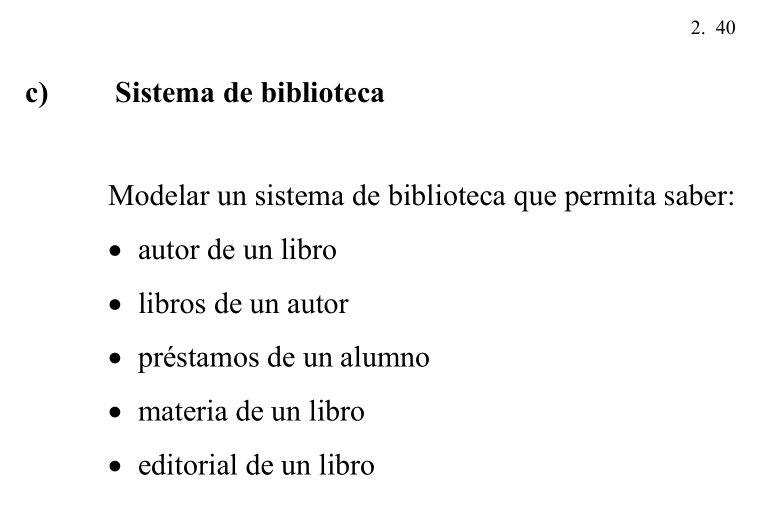 2. 40
c) Sistema de biblioteca
Modelar un sistema de biblioteca que permita saber:
• autor de un libro
• libros de un autor
• préstamos de un alumno
• materia de un libro
• editorial de un libro